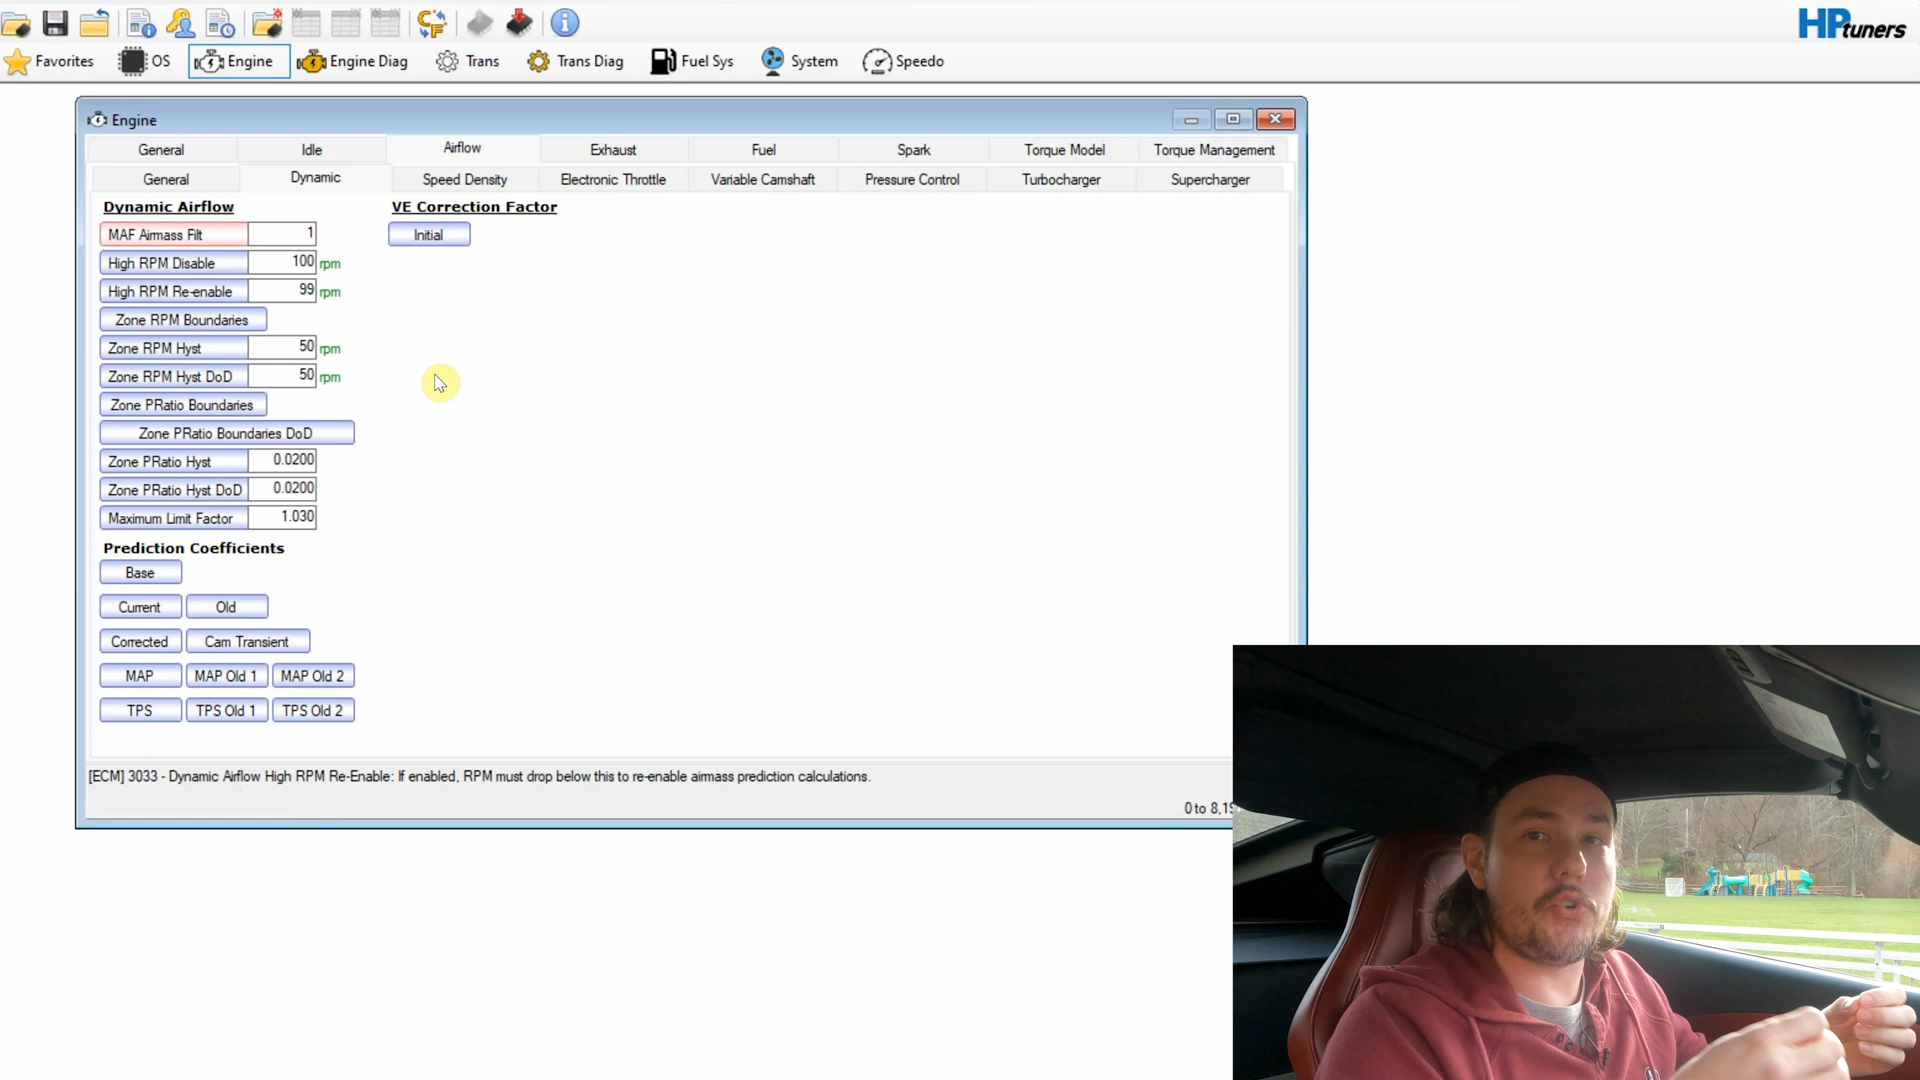 HPtuners
Favorites OS Engine Engine Diag Trans Trans Diag Fuel Sys System Speedo
Engine
General Idle Airflow Exhaust Fuel Spark Torque Model Torque Management
General Dynamic Speed Density Electronic Throttle Variable Camshaft Pressure Control Turbocharger Supercharger
Dynamic Airflow VE Correction Factor
MAF Airmass Filt 1 Initial
High RPM Disable 100 rpm
High RPM Re-enable 99 rpm
Zone RPM Boundaries
Zone RPM Hyst 50 rpm
Zone RPM Hyst DoD 50 rpm
Zone PRatio Boundaries
Zone PRatio Boundaries DoD
Zone PRatio Hyst 0.0200
Zone PRatio Hyst DoD 0.0200
Maximum Limit Factor 1.030
Prediction Coefficients
Base
Current Old
Corrected Cam Transient
MAP MAP Old 1 MAP Old 2
TPS TPS Old 1 TPS Old 2
[ECM] 3033 - Dynamic Airflow High RPM Re-Enable: If enabled, RPM must drop below this to re-enable airmass prediction calculations.
0 to